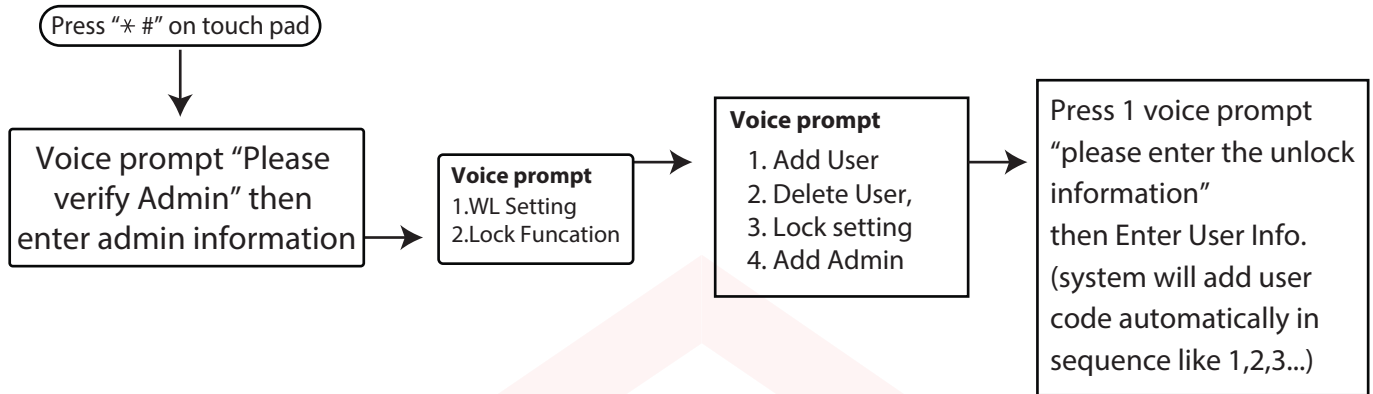 Press “* #” on touch pad
Voice prompt “Please
verify Admin” then
enter admin information
Voice prompt
1.WL Setting
2.Lock Funcation
Voice prompt
1. Add User
2. Delete User,
3. Lock setting
4. Add Admin
Press 1 voice prompt
“please enter the unlock
information”
then Enter User Info.
(system will add user
code automatically in
sequence like 1,2,3...)